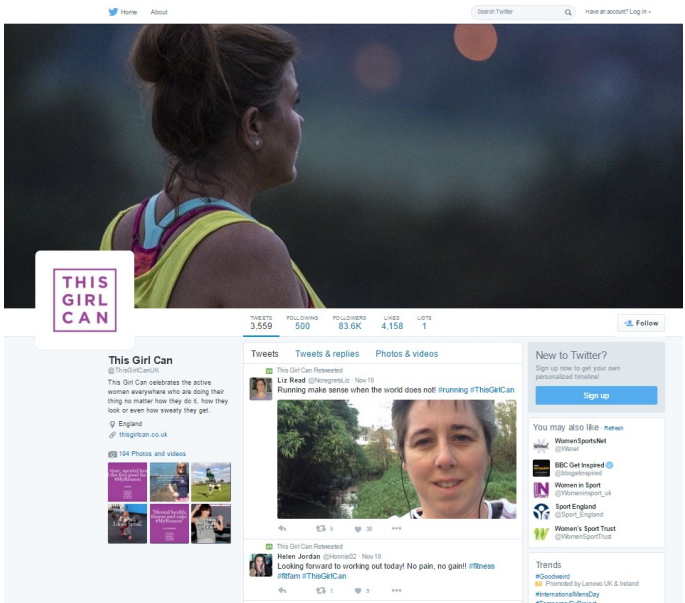 Home About Search Twitter Have an account? Log in
THIS
GIRL
CAN
TWEETS FOLLOWING FOLLOWERS LIKES LISTS
3,559 500 83.6K 4,158 1
Follow
This Girl Can
@ThisGirlCanUK
This Girl Can celebrates the active
women everywhere who are doing their
thing no matter how they do it, how they
look or even how sweaty they get.
England
thisgirlcan.co.uk
194 Photos and videos
Tweets Tweets & replies Photos & videos
This Girl Can Retweeted
Liz Read @NoregretsLiz · Nov 18
Running make sense when the world does not! #running #ThisGirlCan
This Girl Can Retweeted
Helen Jordan @Honnie02 · Nov 18
Looking forward to working out today! No pain, no gain!! #fitness
#fitfam #ThisGirlCan
1 5
New to Twitter?
Sign up now to get your own
personalized timeline!
Sign up
You may also like · Refresh
WomenSportsNet
@Wsnet
BBC Get Inspired
@bbcgetinspired
Women in Sport
@Womeninsport_uk
Sport England
@Sport_England
Women's Sport Trust
@WomenSportTrust
Trends
#Goodweird
Promoted by Lenovo UK & Ireland
#InternationalMensDay